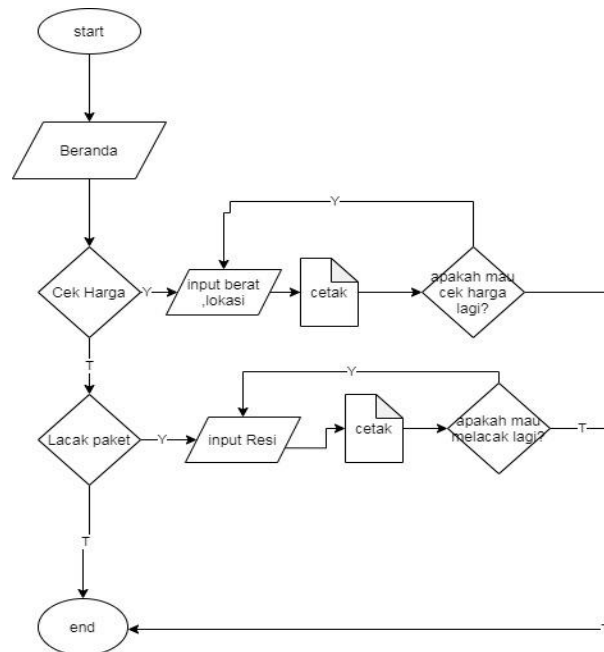 start
Beranda
Y
Cek Harga
Y
input berat
,lokasi
cetak
apakah mau
cek harga
lagi?
T
Y
Lacak paket
Y
input Resi
cetak
apakah mau
melacak lagi?
T
T
end
T